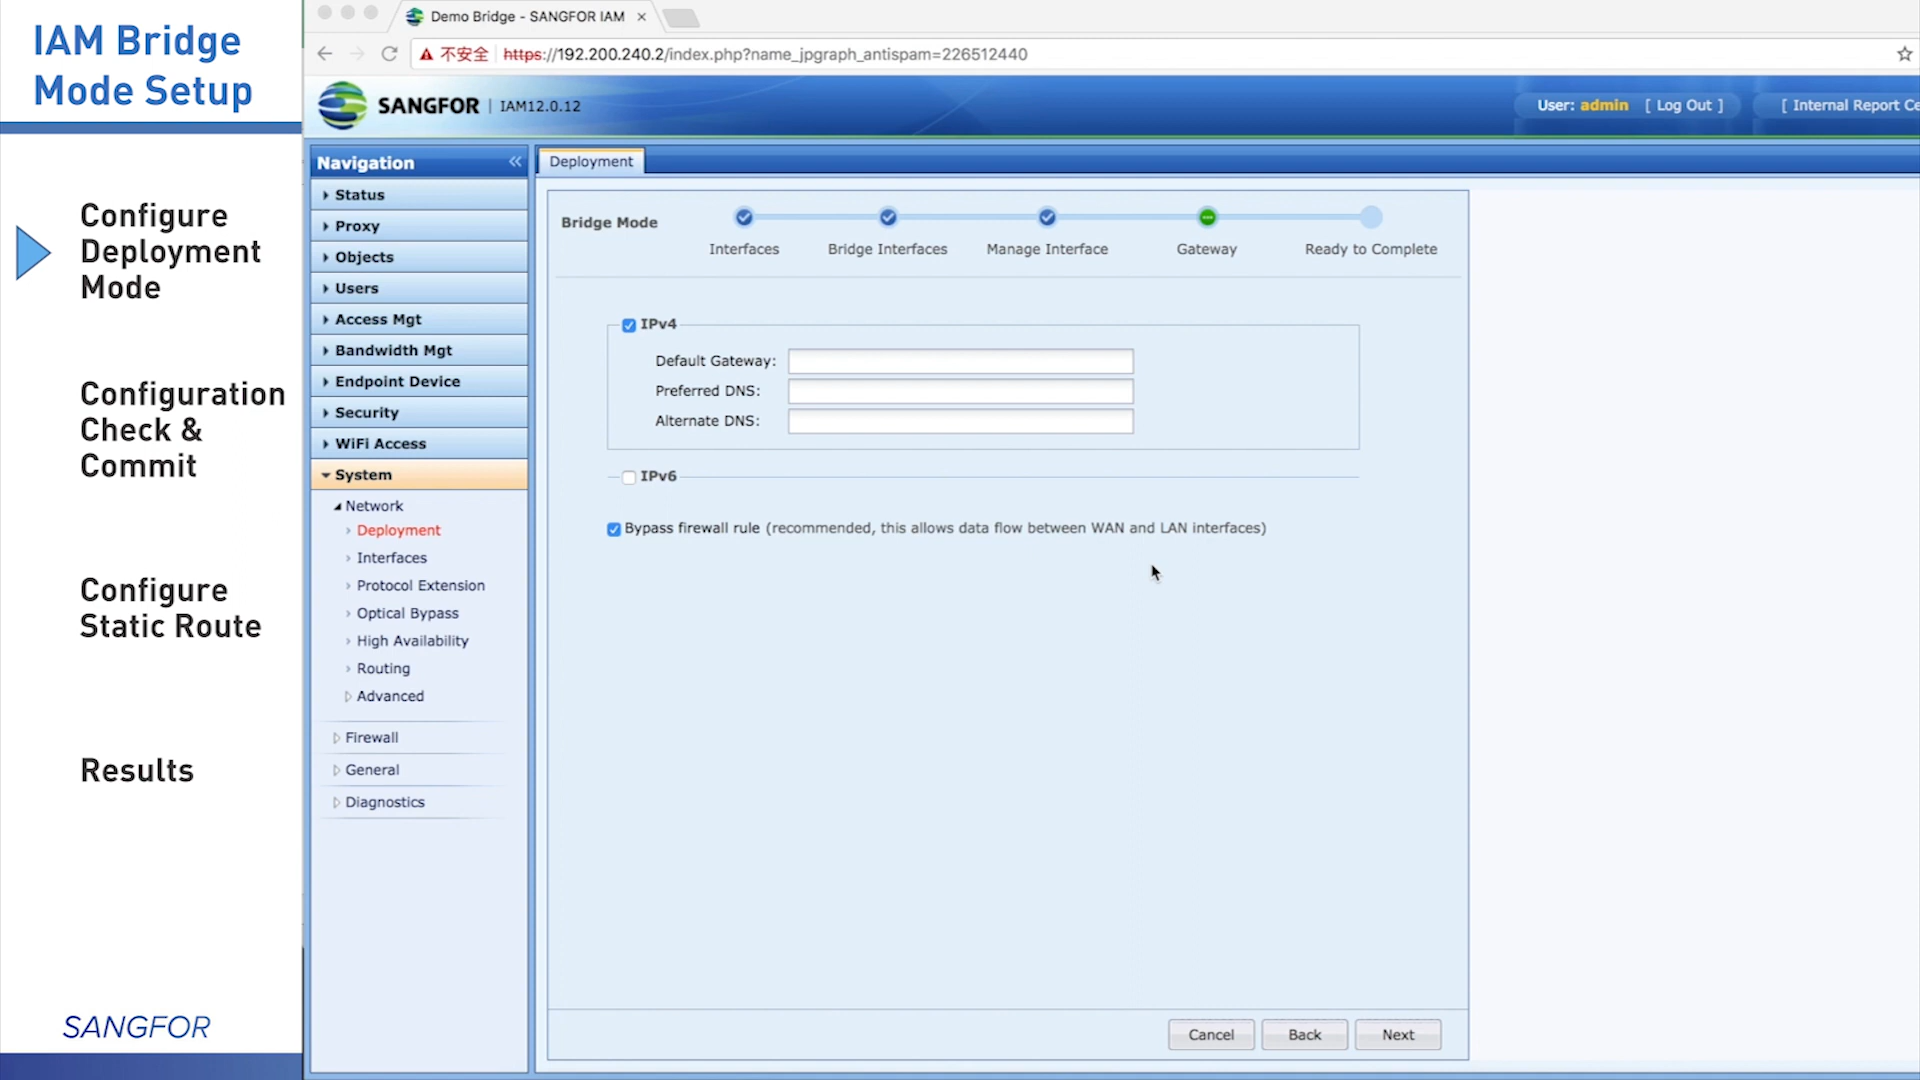 IAM Bridge
Mode Setup
Configure
Deployment
Mode
Configuration
Check &
Commit
Configure
Static Route
Results
SANGFOR
Demo Bridge - SANGFOR IAM
不安全 https://192.200.240.2/index.php?name_jpgraph_antispam=226512440
SANGFOR | IAM12.0.12
User: admin [ Log Out ] [ Internal Report Ce
Navigation
Status
Proxy
Objects
Users
Access Mgt
Bandwidth Mgt
Endpoint Device
Security
WiFi Access
System
Network
Deployment
Interfaces
Protocol Extension
Optical Bypass
High Availability
Routing
Advanced
Firewall
General
Diagnostics
Deployment
Bridge Mode
Interfaces
Bridge Interfaces
Manage Interface
Gateway
Ready to Complete
IPv4
Default Gateway:
Preferred DNS:
Alternate DNS:
IPv6
Bypass firewall rule (recommended, this allows data flow between WAN and LAN interfaces)
Cancel
Back
Next